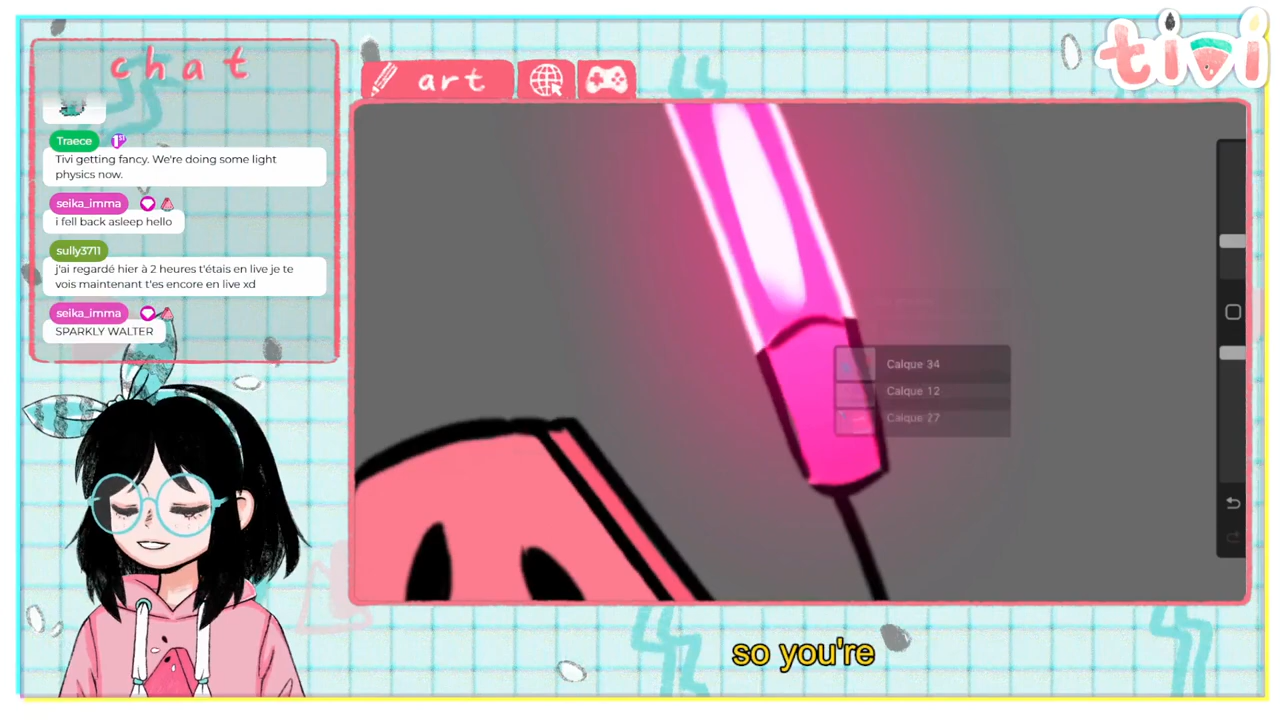 chat
Traece
Tivi getting fancy. We're doing some light
physics now.
seika_imma
i fell back asleep hello
sully3711
j'ai regardé hier à 2 heures t'étais en live je te
vois maintenant t'es encore en live xd
seika_imma
SPARKLY WALTER
art
tivi
Calque 34
Calque 12
Calque 27
so you're